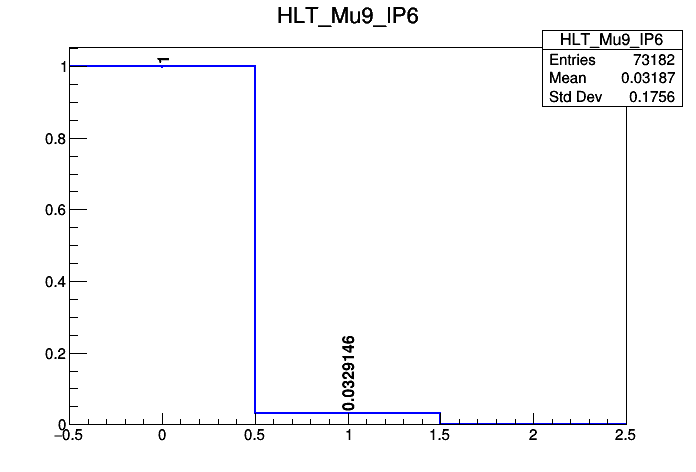 HLT_Mu9_IP6
HLT_Mu9_IP6
Entries 73182
Mean 0.03187
Std Dev 0.1756
1
0.8
0.6
0.4
0.2
0
1
0.0329146
−0.5 0 0.5 1 1.5 2 2.5